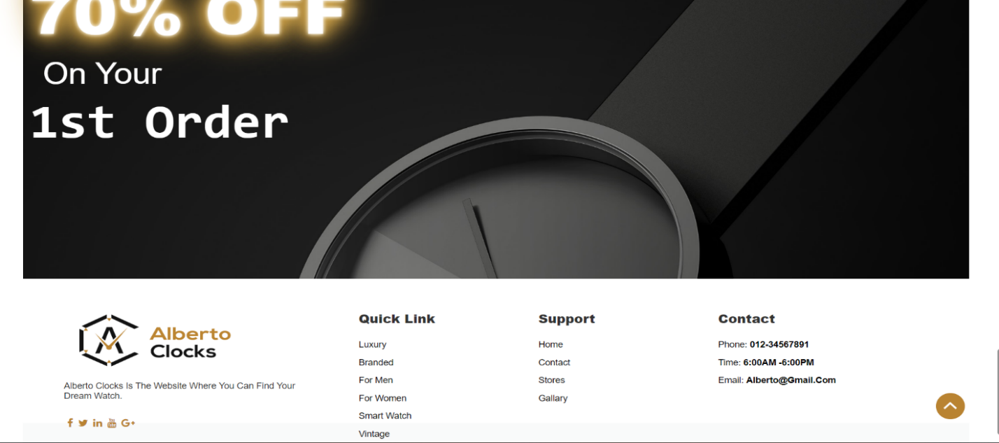 70% OFF
On Your
1st Order
Alberto
Clocks
Alberto Clocks Is The Website Where You Can Find Your
Dream Watch.
Quick Link
Luxury
Branded
For Men
For Women
Smart Watch
Vintage
Support
Home
Contact
Stores
Gallary
Contact
Phone: 012-34567891
Time: 6:00AM -6:00PM
Email: Alberto@Gmail.Com